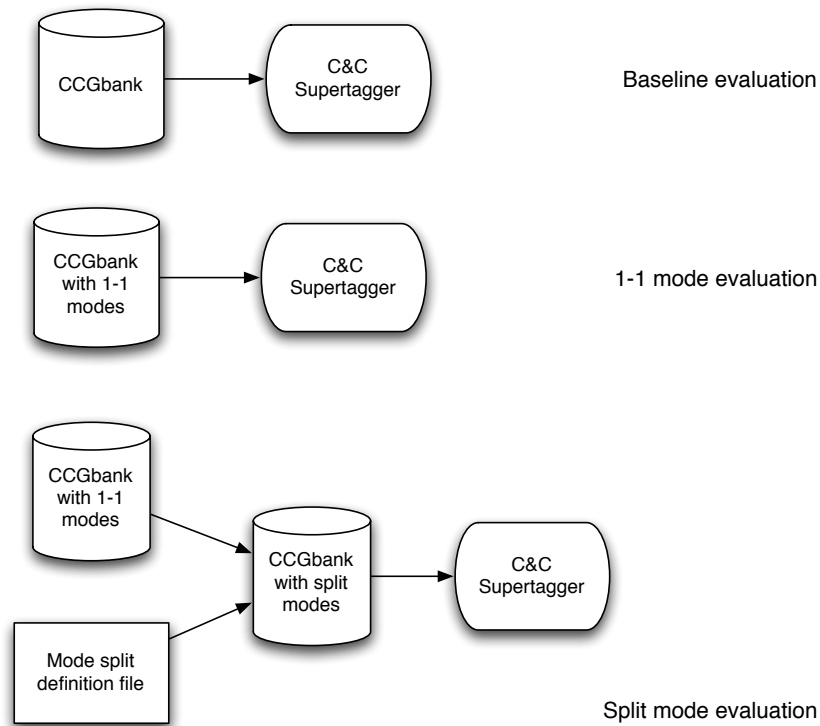 CCGbank
C&C
Supertagger
Baseline evaluation
CCGbank
with 1-1
modes
C&C
Supertagger
1-1 mode evaluation
CCGbank
with 1-1
modes
CCGbank
with split
modes
C&C
Supertagger
Mode split
definition file
Split mode evaluation